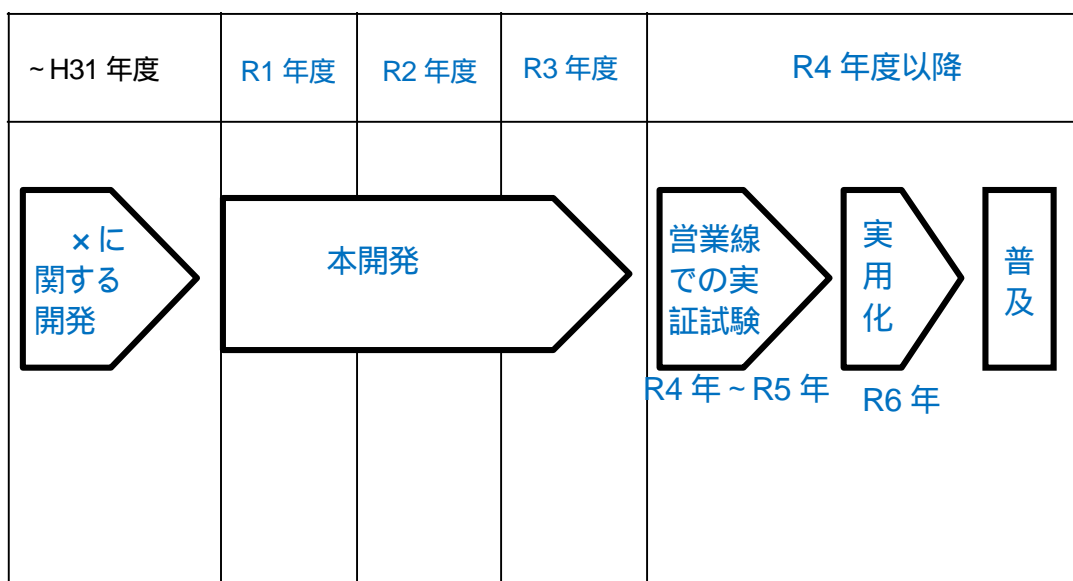 ~ H31 年度
R1 年度
R2 年度
R3 年度
R4 年度以降
×に
関する
開発
本開発
営業線
での実
証試験
R4 年 ~ R5 年
実
用
化
R6 年
普
及